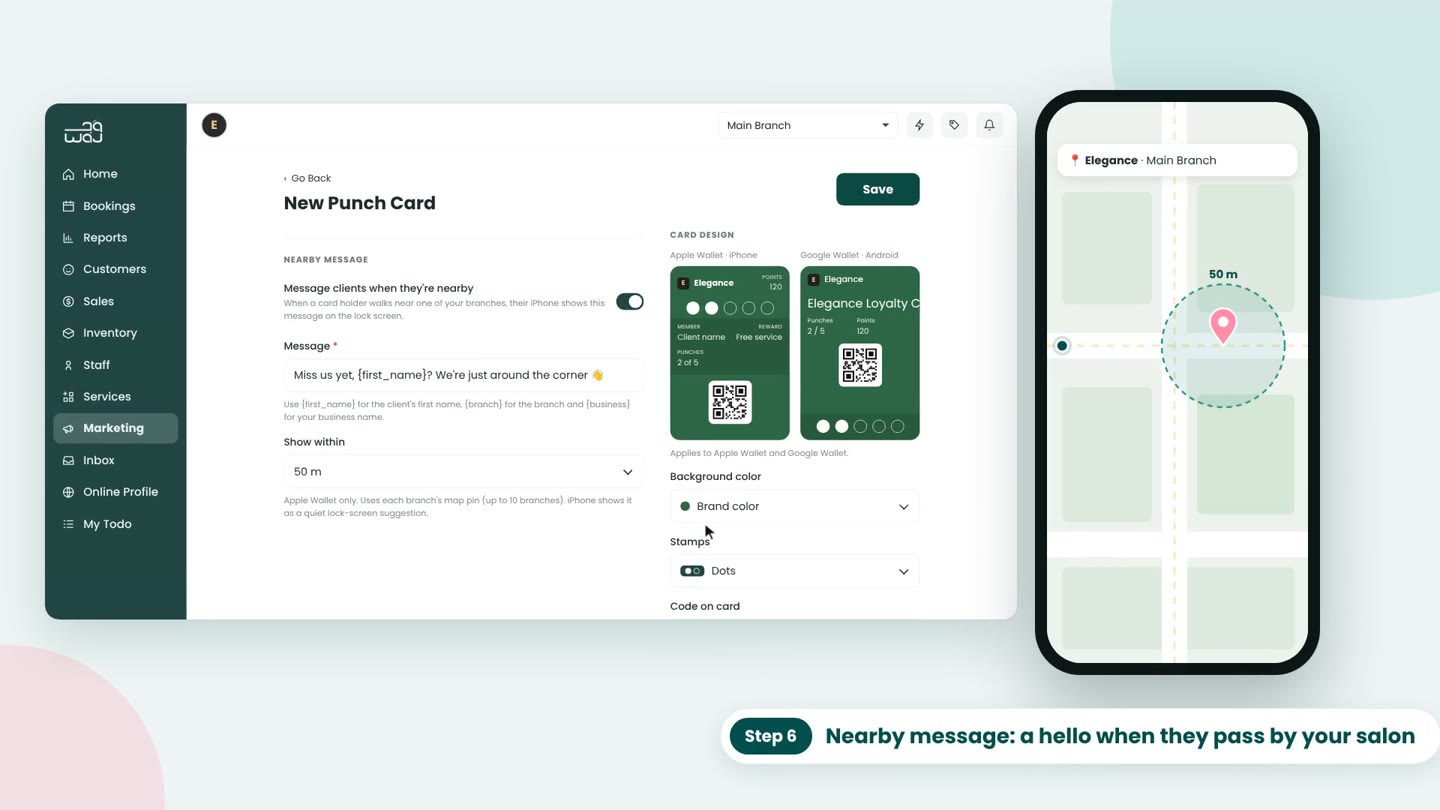 وقت
Home
Bookings
Reports
Customers
Sales
Inventory
Staff
Services
Marketing
Inbox
Online Profile
My Todo
E
Main Branch
‹ Go Back
New Punch Card
Save
NEARBY MESSAGE
Message clients when they're nearby
When a card holder walks near one of your branches, their iPhone shows this
message on the lock screen.
Message *
Miss us yet, {first_name}? We're just around the corner 👋
Use {first_name} for the client's first name, {branch} for the branch and {business}
for your business name.
Show within
50 m
Apple Wallet only. Uses each branch's map pin (up to 10 branches). iPhone shows it
as a quiet lock-screen suggestion.
CARD DESIGN
Apple Wallet · iPhone
E Elegance
POINTS
120
MEMBER REWARD
Client name Free service
PUNCHES
2 of 5
Google Wallet · Android
E Elegance
Elegance Loyalty C
Punches Points
2 / 5 120
Applies to Apple Wallet and Google Wallet.
Background color
Brand color
Stamps
Dots
Code on card
📍 Elegance · Main Branch
50 m
Step 6 Nearby message: a hello when they pass by your salon